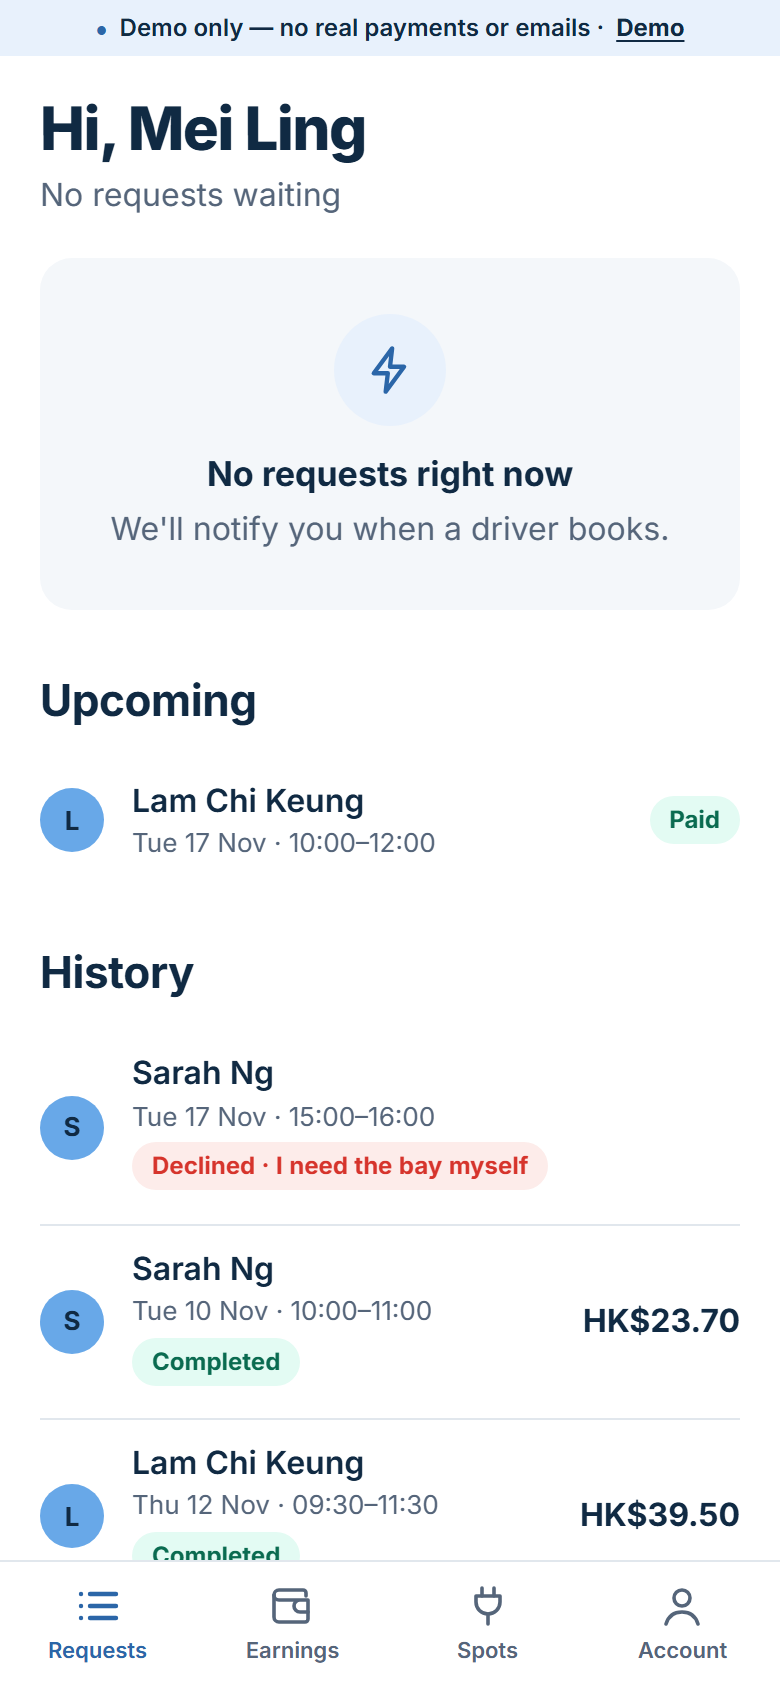 Demo only — no real payments or emails · Demo
Hi, Mei Ling
No requests waiting
No requests right now
We'll notify you when a driver books.
Upcoming
L
Lam Chi Keung
Tue 17 Nov · 10:00–12:00
Paid
History
S
Sarah Ng
Tue 17 Nov · 15:00–16:00
Declined · I need the bay myself
S
Sarah Ng
Tue 10 Nov · 10:00–11:00
Completed
HK$23.70
L
Lam Chi Keung
Thu 12 Nov · 09:30–11:30
Completed
HK$39.50
Requests
Earnings
Spots
Account